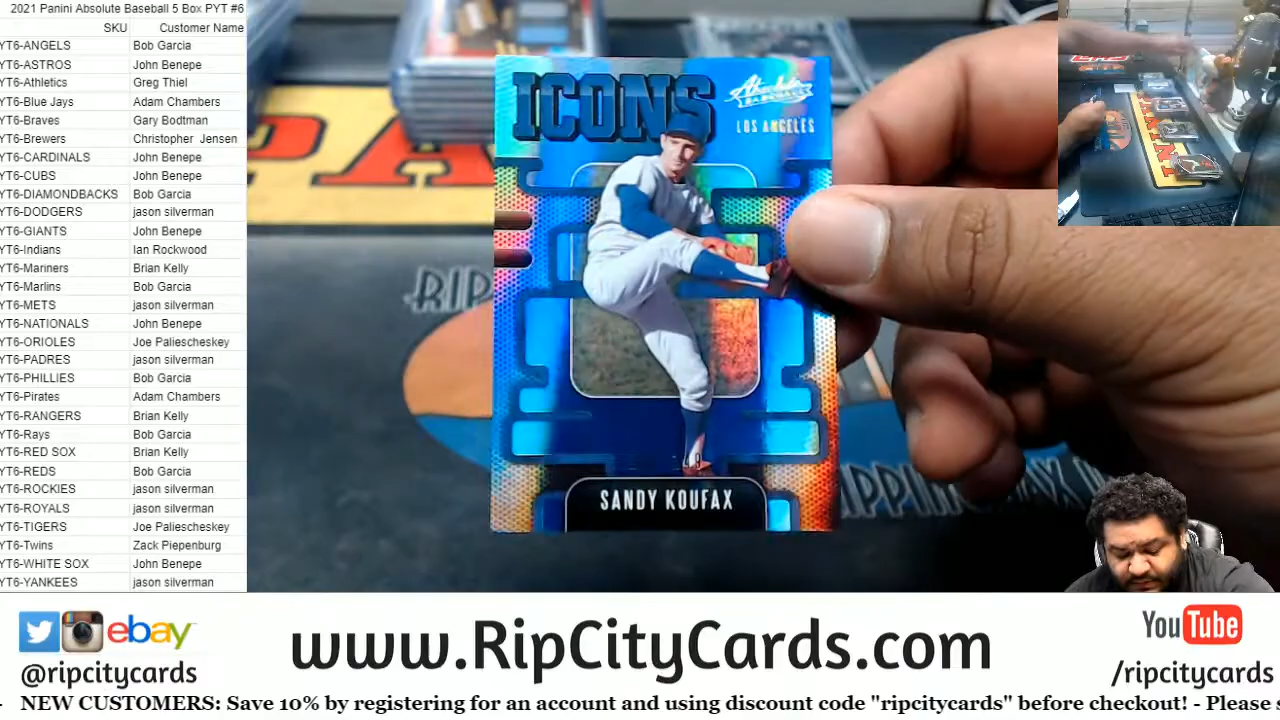 2021 Panini Absolute Baseball 5 Box PYT #6
SKU Customer Name
YT6-ANGELS Bob Garcia
YT6-ASTROS John Benepe
YT6-Athletics Greg Thiel
YT6-Blue Jays Adam Chambers
YT6-Braves Gary Bodtman
YT6-Brewers Christopher Jensen
YT6-CARDINALS John Benepe
YT6-CUBS John Benepe
YT6-DIAMONDBACKS Bob Garcia
YT6-DODGERS jason silverman
YT6-GIANTS John Benepe
YT6-Indians Ian Rockwood
YT6-Mariners Brian Kelly
YT6-Marlins Bob Garcia
YT6-METS jason silverman
YT6-NATIONALS John Benepe
YT6-ORIOLES Joe Paliescheskey
YT6-PADRES jason silverman
YT6-PHILLIES Bob Garcia
YT6-Pirates Adam Chambers
YT6-RANGERS Brian Kelly
YT6-Rays Bob Garcia
YT6-RED SOX Brian Kelly
YT6-REDS Bob Garcia
YT6-ROCKIES jason silverman
YT6-ROYALS jason silverman
YT6-TIGERS Joe Paliescheskey
YT6-Twins Zack Piepenburg
YT6-WHITE SOX John Benepe
YT6-YANKEES jason silverman
ICONS
Absolute
BASEBALL
LOS ANGELES
SANDY KOUFAX
RIP
ebay
@ripcitycards
www.RipCityCards.com
YouTube
/ripcitycards
- NEW CUSTOMERS: Save 10% by registering for an account and using discount code "ripcitycards" before checkout! - Please